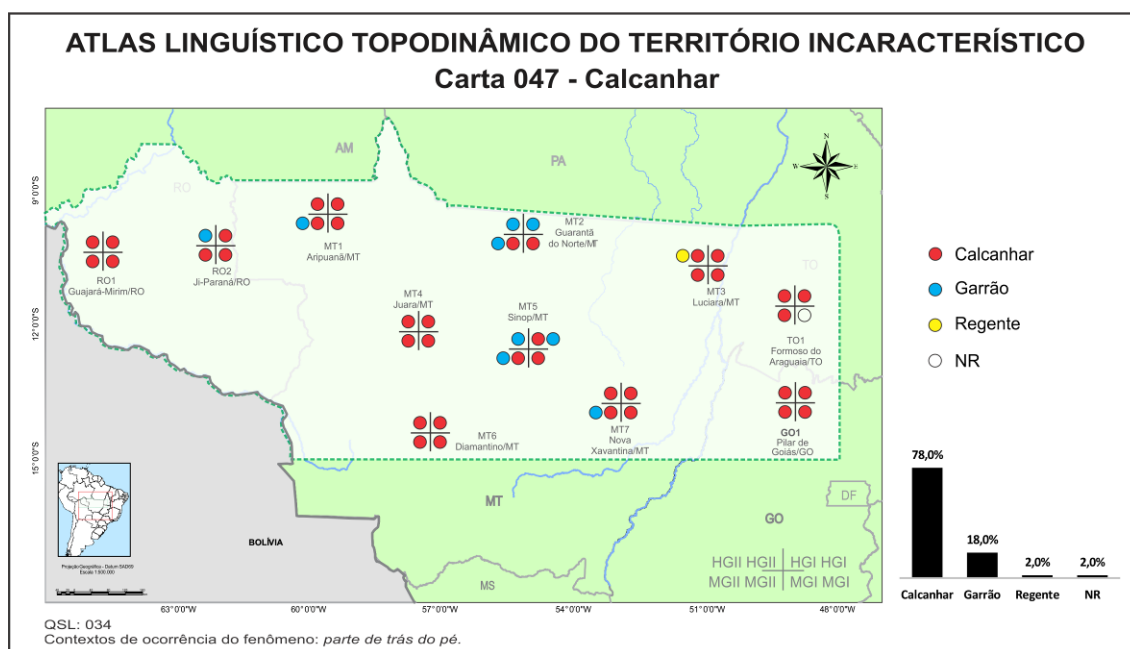 ATLAS LINGUÍSTICO TOPODINÂMICO DO TERRITÓRIO INCARACTERÍSTICO
Carta 047 - Calcanhar
AM
PA
RO
TO
9°0'0"S
12°0'0"S
15°0'0"S
RO1
Guajará-Mirim/RO
RO2
Ji-Paraná/RO
MT1
Aripuanã/MT
MT2
Guarantã
do Norte/MT
MT3
Luciara/MT
MT4
Juara/MT
MT5
Sinop/MT
TO1
Formoso do
Araguaia/TO
MT6
Diamantino/MT
MT7
Nova
Xavantina/MT
GO1
Pilar de
Goiás/GO
N
W
E
S
Calcanhar
Garrão
Regente
NR
MT
GO
DF
MS
BOLÍVIA
Projeção Geográfica - Datum SAD69
HGII HGII HGI HGI
MGII MGII MGI MGI
63°0'0"W
60°0'0"W
57°0'0"W
54°0'0"W
51°0'0"W
48°0'0"W
78,0%
18,0%
2,0%
2,0%
Calcanhar
Garrão
Regente
NR
QSL: 034
Contextos de ocorrência do fenômeno: parte de trás do pé.